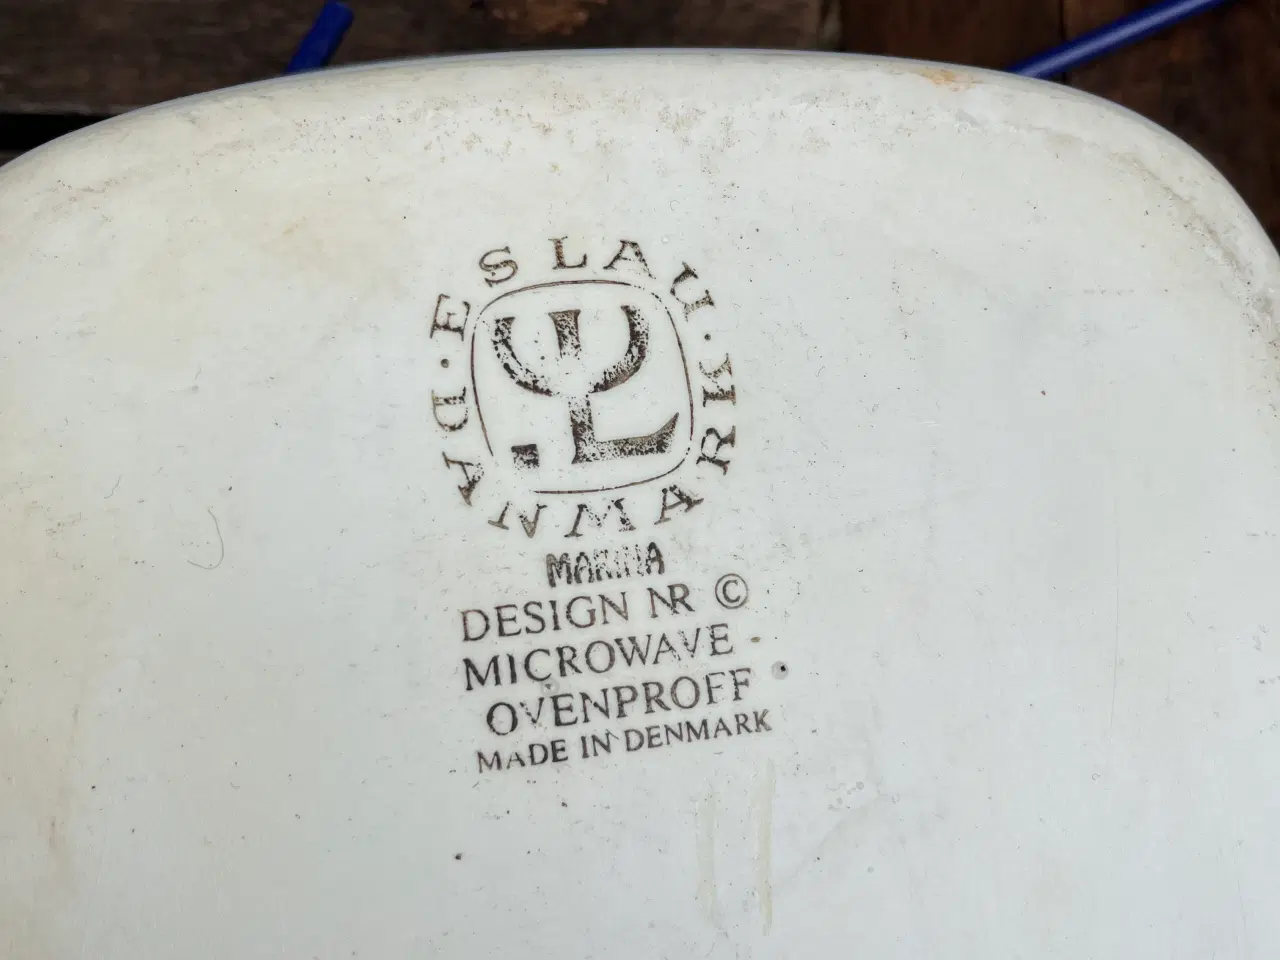 ESLAU · DANMARK ·
MARINA
DESIGN NR ©
MICROWAVE -
OVENPROFF
MADE IN DENMARK